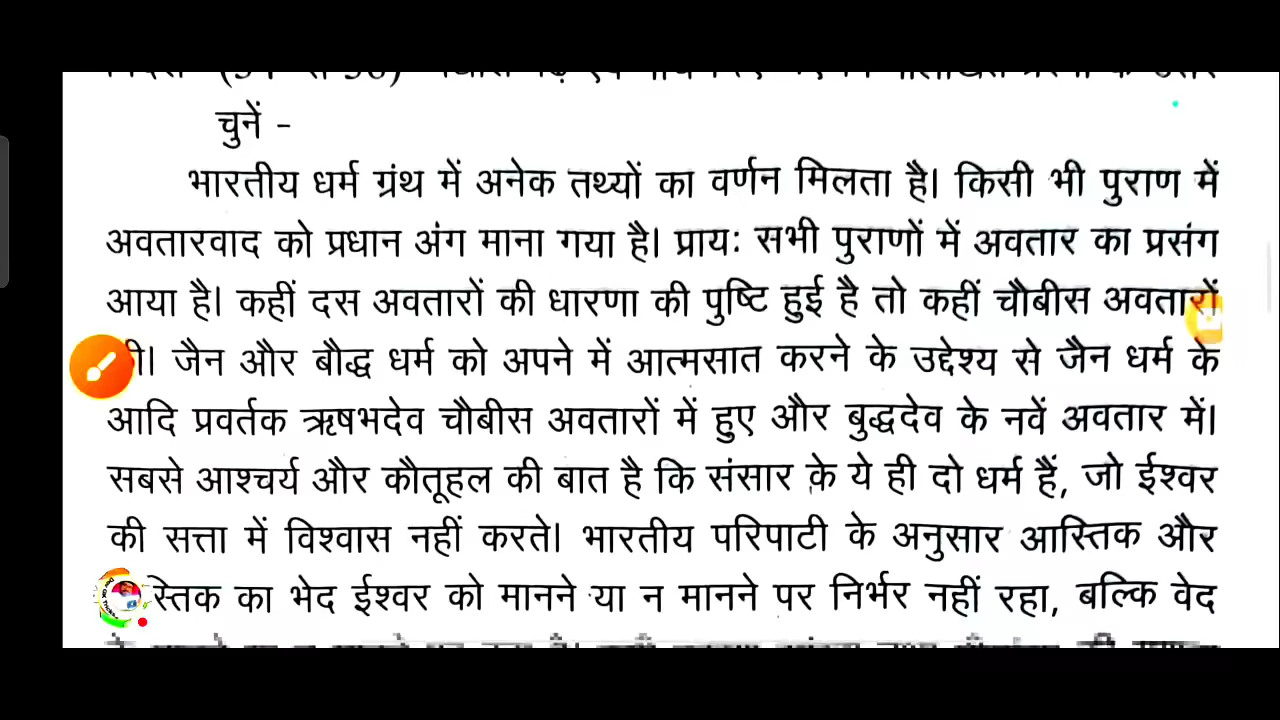 चुनें -
भारतीय धर्म ग्रंथ में अनेक तथ्यों का वर्णन मिलता है। किसी भी पुराण में
अवतारवाद को प्रधान अंग माना गया है। प्रायः सभी पुराणों में अवतार का प्रसंग
आया है। कहीं दस अवतारों की धारणा की पुष्टि हुई है तो कहीं चौबीस अवतारों
जैन और बौद्ध धर्म को अपने में आत्मसात करने के उद्देश्य से जैन धर्म के
आदि प्रवर्तक ऋषभदेव चौबीस अवतारों में हुए और बुद्धदेव के नवें अवतार में।
सबसे आश्चर्य और कौतूहल की बात है कि संसार के ये ही दो धर्म हैं, जो ईश्वर
की सत्ता में विश्वास नहीं करते। भारतीय परिपाटी के अनुसार आस्तिक और
का भेद ईश्वर को मानने या न मानने पर निर्भर नहीं रहा, बल्कि वेद